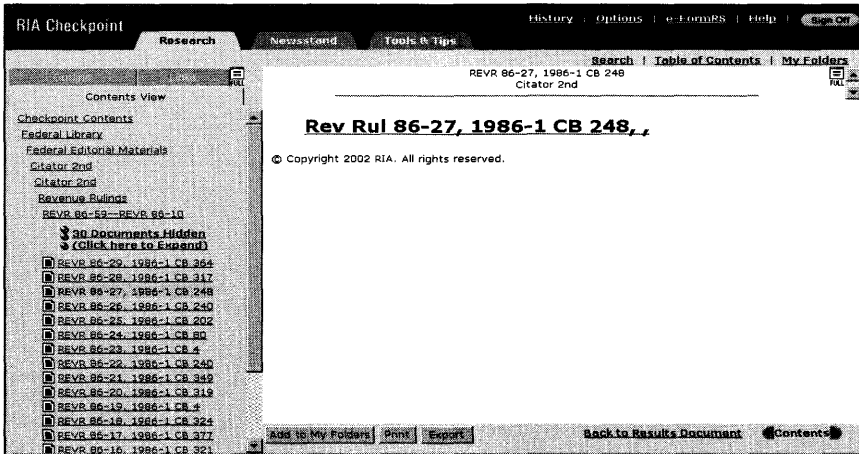 RIA Checkpoint
History | Options | e-FormRS | Help | Sign Off
Research Newsstand Tools & Tips
Search | Table of Contents | My Folders
FULL
Contents View
Checkpoint Contents
Federal Library
Federal Editorial Materials
Citator 2nd
Citator 2nd
Revenue Rulings
REVR 86-59--REVR 86-10
30 Documents Hidden
(Click here to Expand)
REVR 86-29, 1986-1 CB 364
REVR 86-28, 1986-1 CB 317
REVR 86-27, 1986-1 CB 248
REVR 86-26, 1986-1 CB 240
REVR 86-25, 1986-1 CB 202
REVR 86-24, 1986-1 CB 80
REVR 86-23, 1986-1 CB 4
REVR 86-22, 1986-1 CB 240
REVR 86-21, 1986-1 CB 349
REVR 86-20, 1986-1 CB 319
REVR 86-19, 1986-1 CB 4
REVR 86-18, 1986-1 CB 324
REVR 86-17, 1986-1 CB 377
REVR 86-16, 1986-1 CB 321
REVR 86-27, 1986-1 CB 248
Citator 2nd
FULL
Rev Rul 86-27, 1986-1 CB 248, ,
© Copyright 2002 RIA. All rights reserved.
Add to My Folders Print Export
Back to Results Document Contents